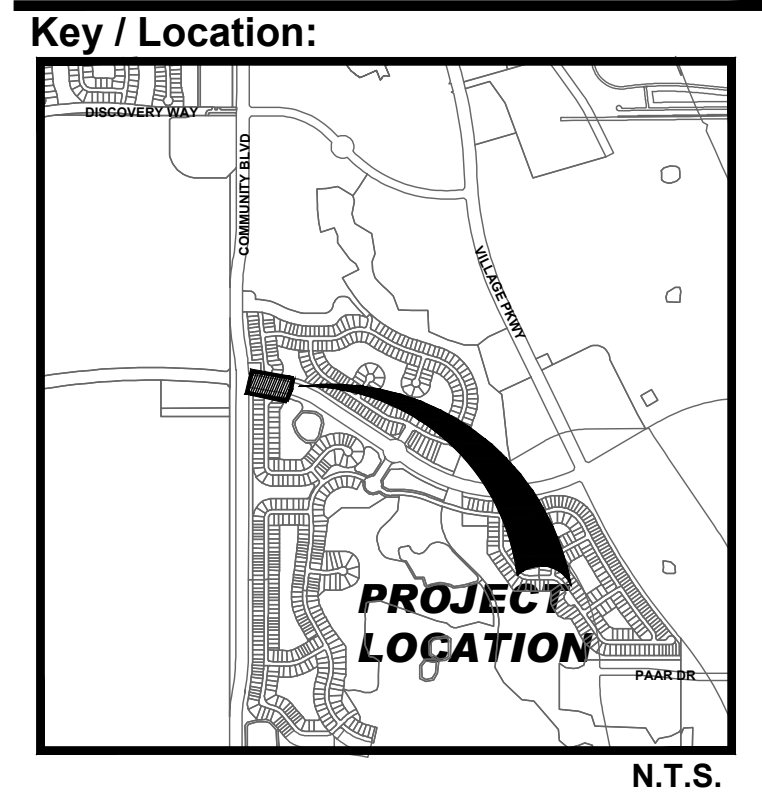 Key / Location:
DISCOVERY WAY
COMMUNITY BLVD
VILLAGE PKWY
PROJECT
LOCATION
PAAR DR
N.T.S.